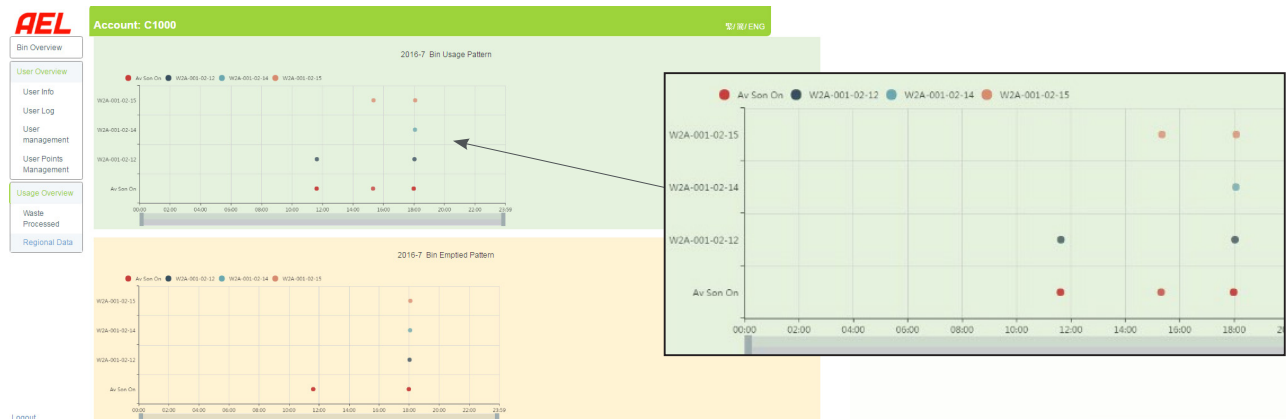 AEL
Account: C1000
繁/簡/ENG
Bin Overview
User Overview
User Info
User Log
User
management
User Points
Management
Usage Overview
Waste
Processed
Regional Data
Logout
2016-7 Bin Usage Pattern
Av Son On W2A-001-02-12 W2A-001-02-14 W2A-001-02-15
W2A-001-02-15
W2A-001-02-14
W2A-001-02-12
Av Son On
00:00 02:00 04:00 06:00 08:00 10:00 12:00 14:00 16:00 18:00 20:00 22:00 23:59
2016-7 Bin Emptied Pattern
Av Son On W2A-001-02-12 W2A-001-02-14 W2A-001-02-15
W2A-001-02-15
W2A-001-02-14
W2A-001-02-12
Av Son On
00:00 02:00 04:00 06:00 08:00 10:00 12:00 14:00 16:00 18:00 20:00 22:00 23:59
Av Son On W2A-001-02-12 W2A-001-02-14 W2A-001-02-15
W2A-001-02-15
W2A-001-02-14
W2A-001-02-12
Av Son On
00:00 02:00 04:00 06:00 08:00 10:00 12:00 14:00 16:00 18:00